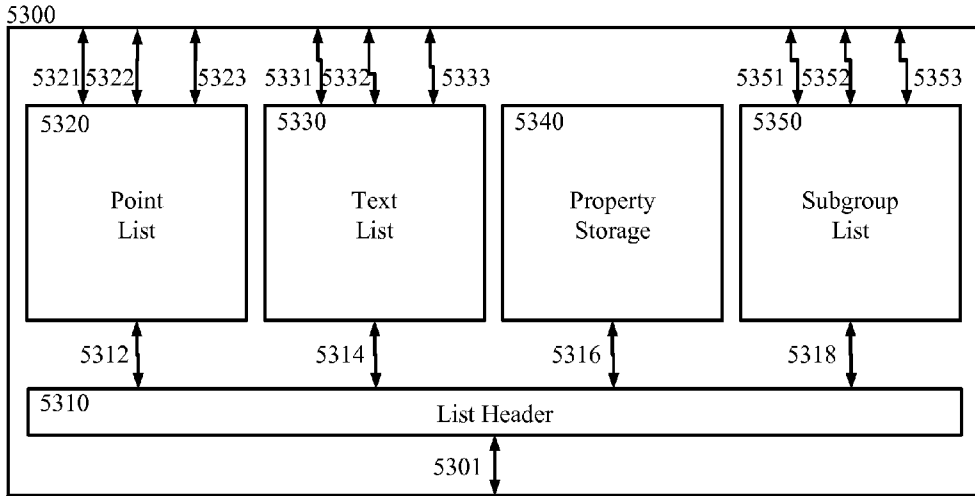 5300
5321 5322 5323 5331 5332 5333 5351 5352 5353
5320 5330 5340 5350
Point List
Text List
Property Storage
Subgroup List
5312 5314 5316 5318
5310
List Header
5301